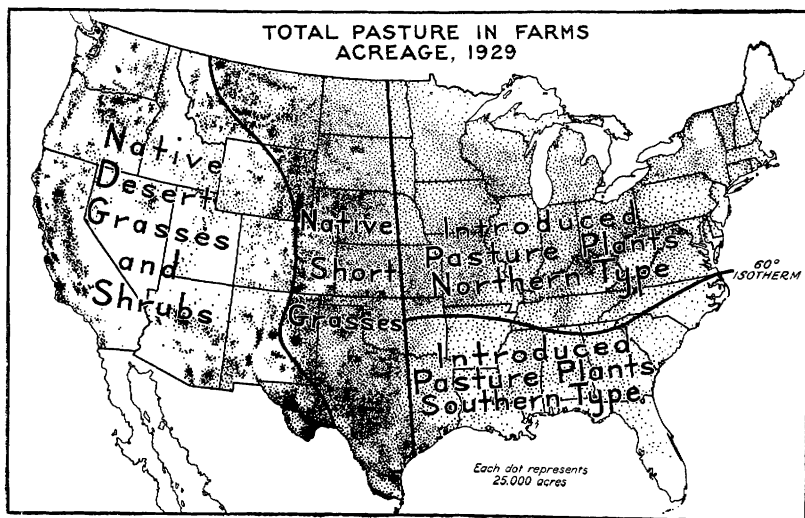 TOTAL PASTURE IN FARMS
ACREAGE, 1929
Native
Desert
Grasses
and
Shrubs
Native
Short
Grasses
Introduced
Pasture Plants
Northern Type
60°
ISOTHERM
Introduced
Pasture Plants
Southern Type
Each dot represents
25,000 acres